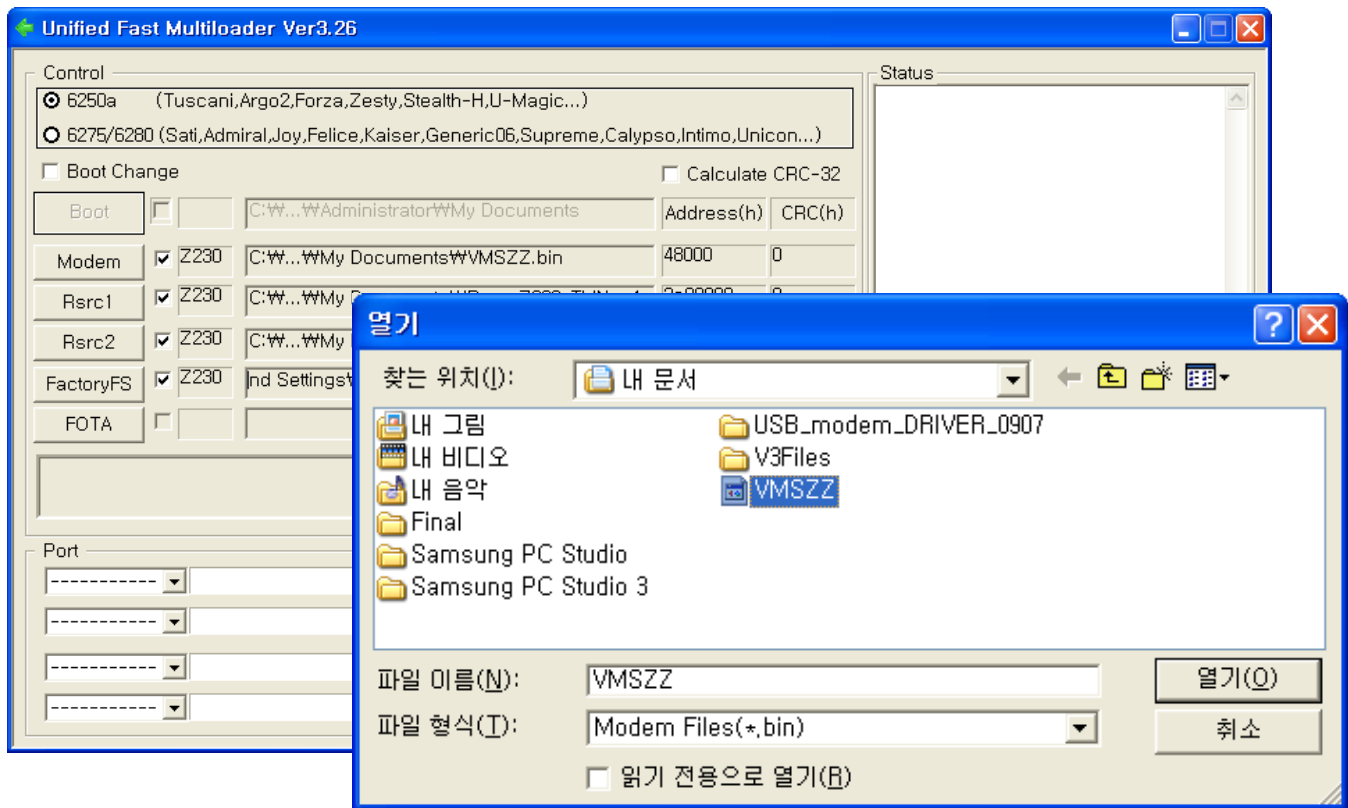 Unified Fast Multiloader Ver3.26
Control
Status
6250a (Tuscani,Argo2,Forza,Zesty,Stealth-H,U-Magic...)
6275/6280 (Sati,Admiral,Joy,Felice,Kaiser,Generic06,Supreme,Calypso,Intimo,Unicon...)
Boot Change
Calculate CRC-32
Boot C:₩...₩Administrator₩My Documents Address(h) CRC(h)
Modem Z230 C:₩...₩My Documents₩VMSZZ.bin 48000 0
Rsrc1 Z230 C:₩...₩My
Rsrc2 Z230 C:₩...₩My
FactoryFS Z230 nd Settings₩
FOTA
Port
-----------
-----------
-----------
-----------
열기
찾는 위치(I): 내 문서
내 그림
내 비디오
내 음악
Final
Samsung PC Studio
Samsung PC Studio 3
USB_modem_DRIVER_0907
V3Files
VMSZZ
파일 이름(N): VMSZZ 열기(O)
파일 형식(T): Modem Files(*.bin) 취소
읽기 전용으로 열기(R)